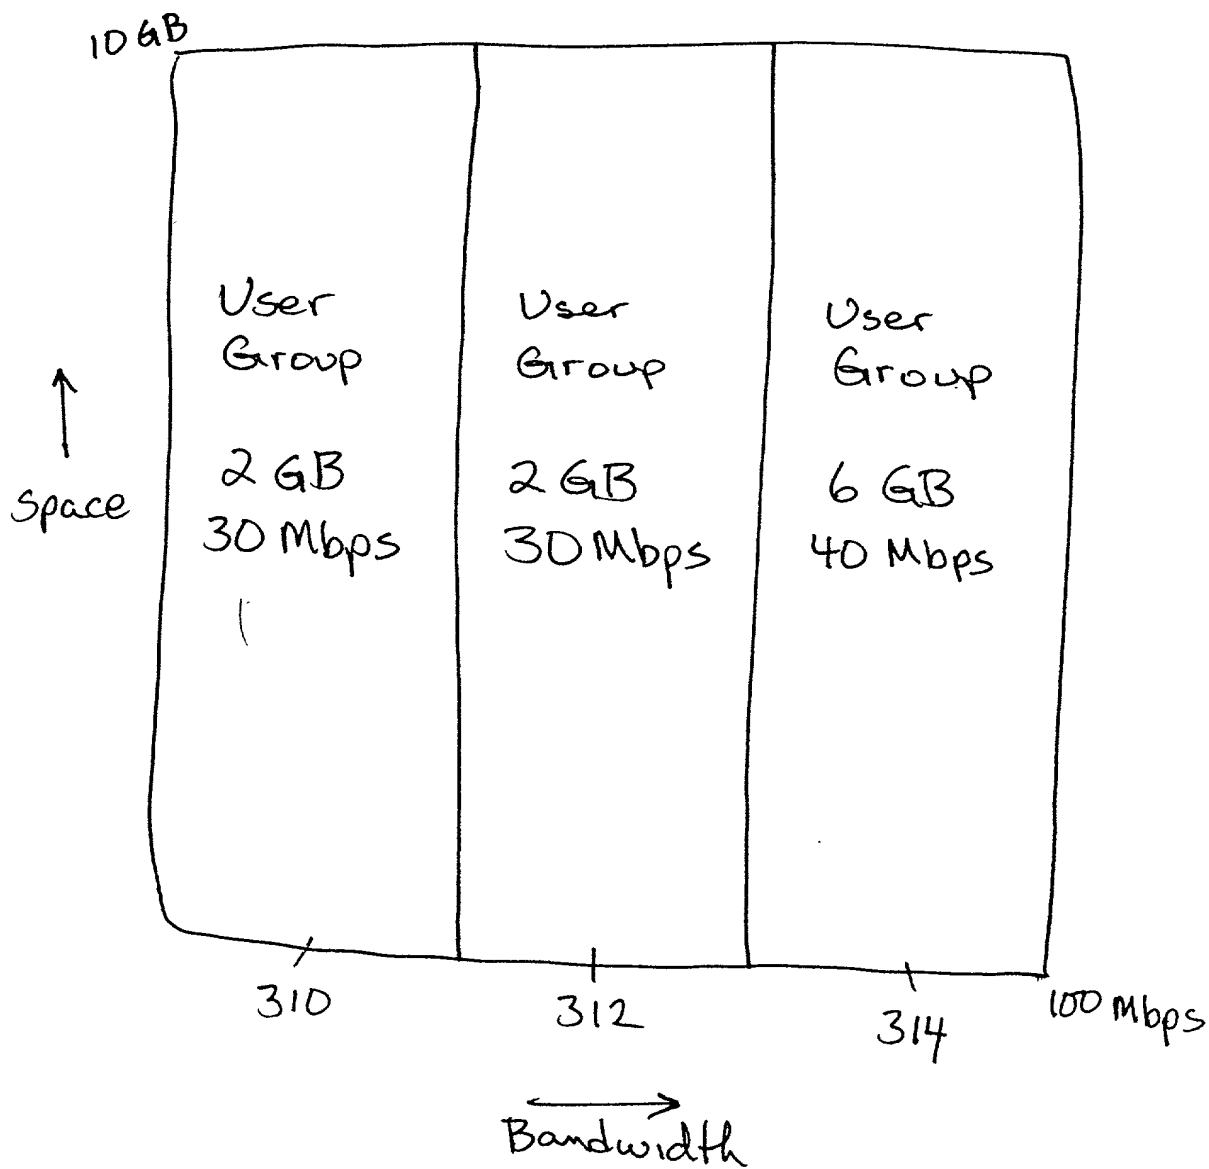 10 GB
User
Group
2 GB
30 Mbps
User
Group
2 GB
30 Mbps
User
Group
6 GB
40 Mbps
Space
310
312
314
100 Mbps
Bandwidth